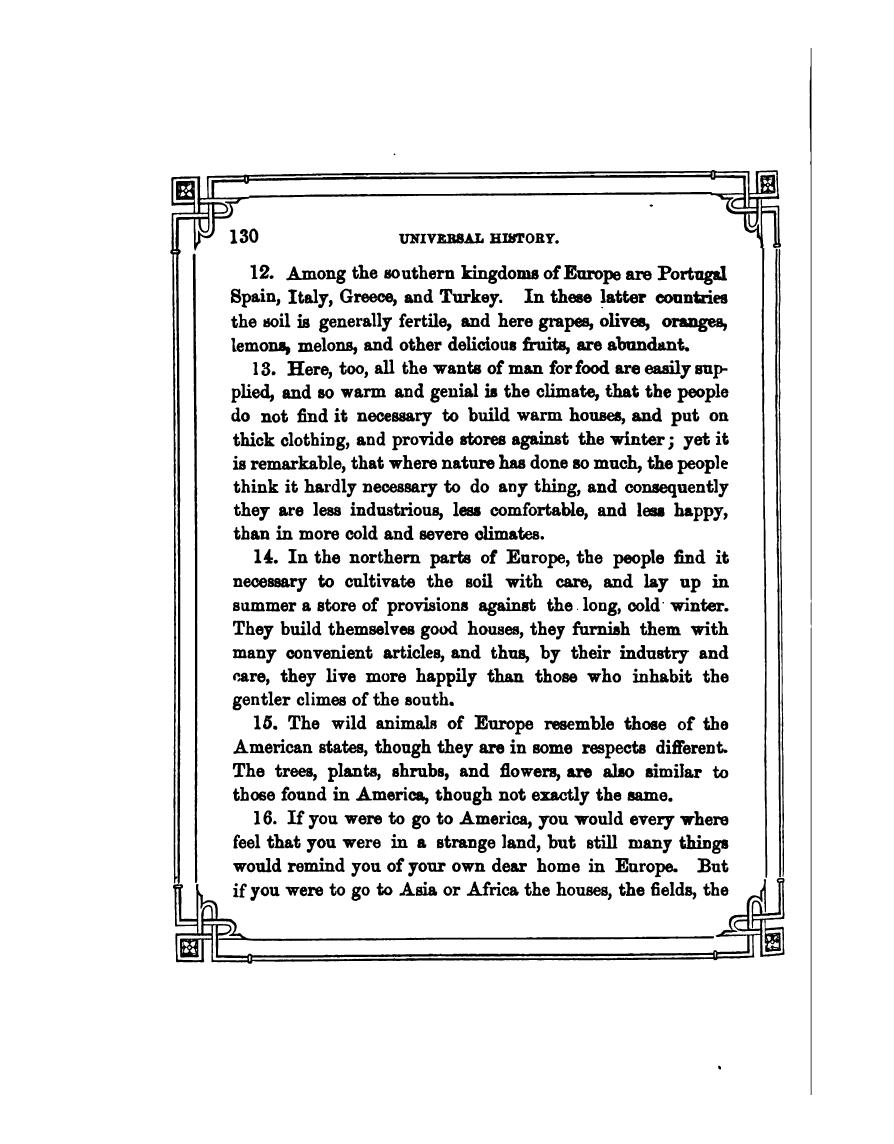 130 UNIVERSAL HISTORY.
12. Among the southern kingdoms of Europe are Portugal
Spain, Italy, Greece, and Turkey. In these latter countries
the soil is generally fertile, and here grapes, olives, oranges,
lemons, melons, and other delicious fruits, are abundant.
13. Here, too, all the wants of man for food are easily sup-
plied, and so warm and genial is the climate, that the people
do not find it necessary to build warm houses, and put on
thick clothing, and provide stores against the winter; yet it
is remarkable, that where nature has done so much, the people
think it hardly necessary to do any thing, and consequently
they are less industrious, less comfortable, and less happy,
than in more cold and severe climates.
14. In the northern parts of Europe, the people find it
necessary to cultivate the soil with care, and lay up in
summer a store of provisions against the long, cold winter.
They build themselves good houses, they furnish them with
many convenient articles, and thus, by their industry and
care, they live more happily than those who inhabit the
gentler climes of the south.
15. The wild animals of Europe resemble those of the
American states, though they are in some respects different.
The trees, plants, shrubs, and flowers, are also similar to
those found in America, though not exactly the same.
16. If you were to go to America, you would every where
feel that you were in a strange land, but still many things
would remind you of your own dear home in Europe. But
if you were to go to Asia or Africa the houses, the fields, the